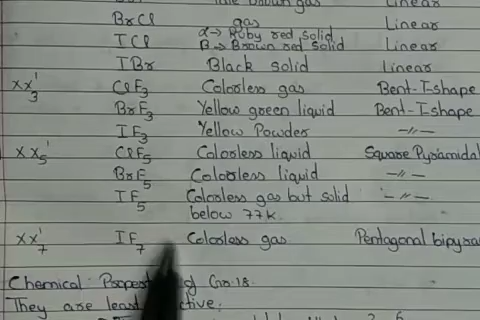 gas Linear
BrCl gas Linear
ICl α→ Ruby red solid Linear
β→ Brown red solid
IBr Black solid Linear
XX'3 ClF3 Colorless gas Bent-T-shape
BrF3 Yellow green liquid Bent-T-shape
IF3 Yellow Powder -〃-
XX'5 ClF5 Colorless liquid Square Pyramidal
BrF5 Colorless liquid -〃-
IF5 Colorless gas but solid -〃-
below 77K.
XX'7 IF7 Colorless gas Pentagonal bipyra
Chemical of Gr.18.
They are least